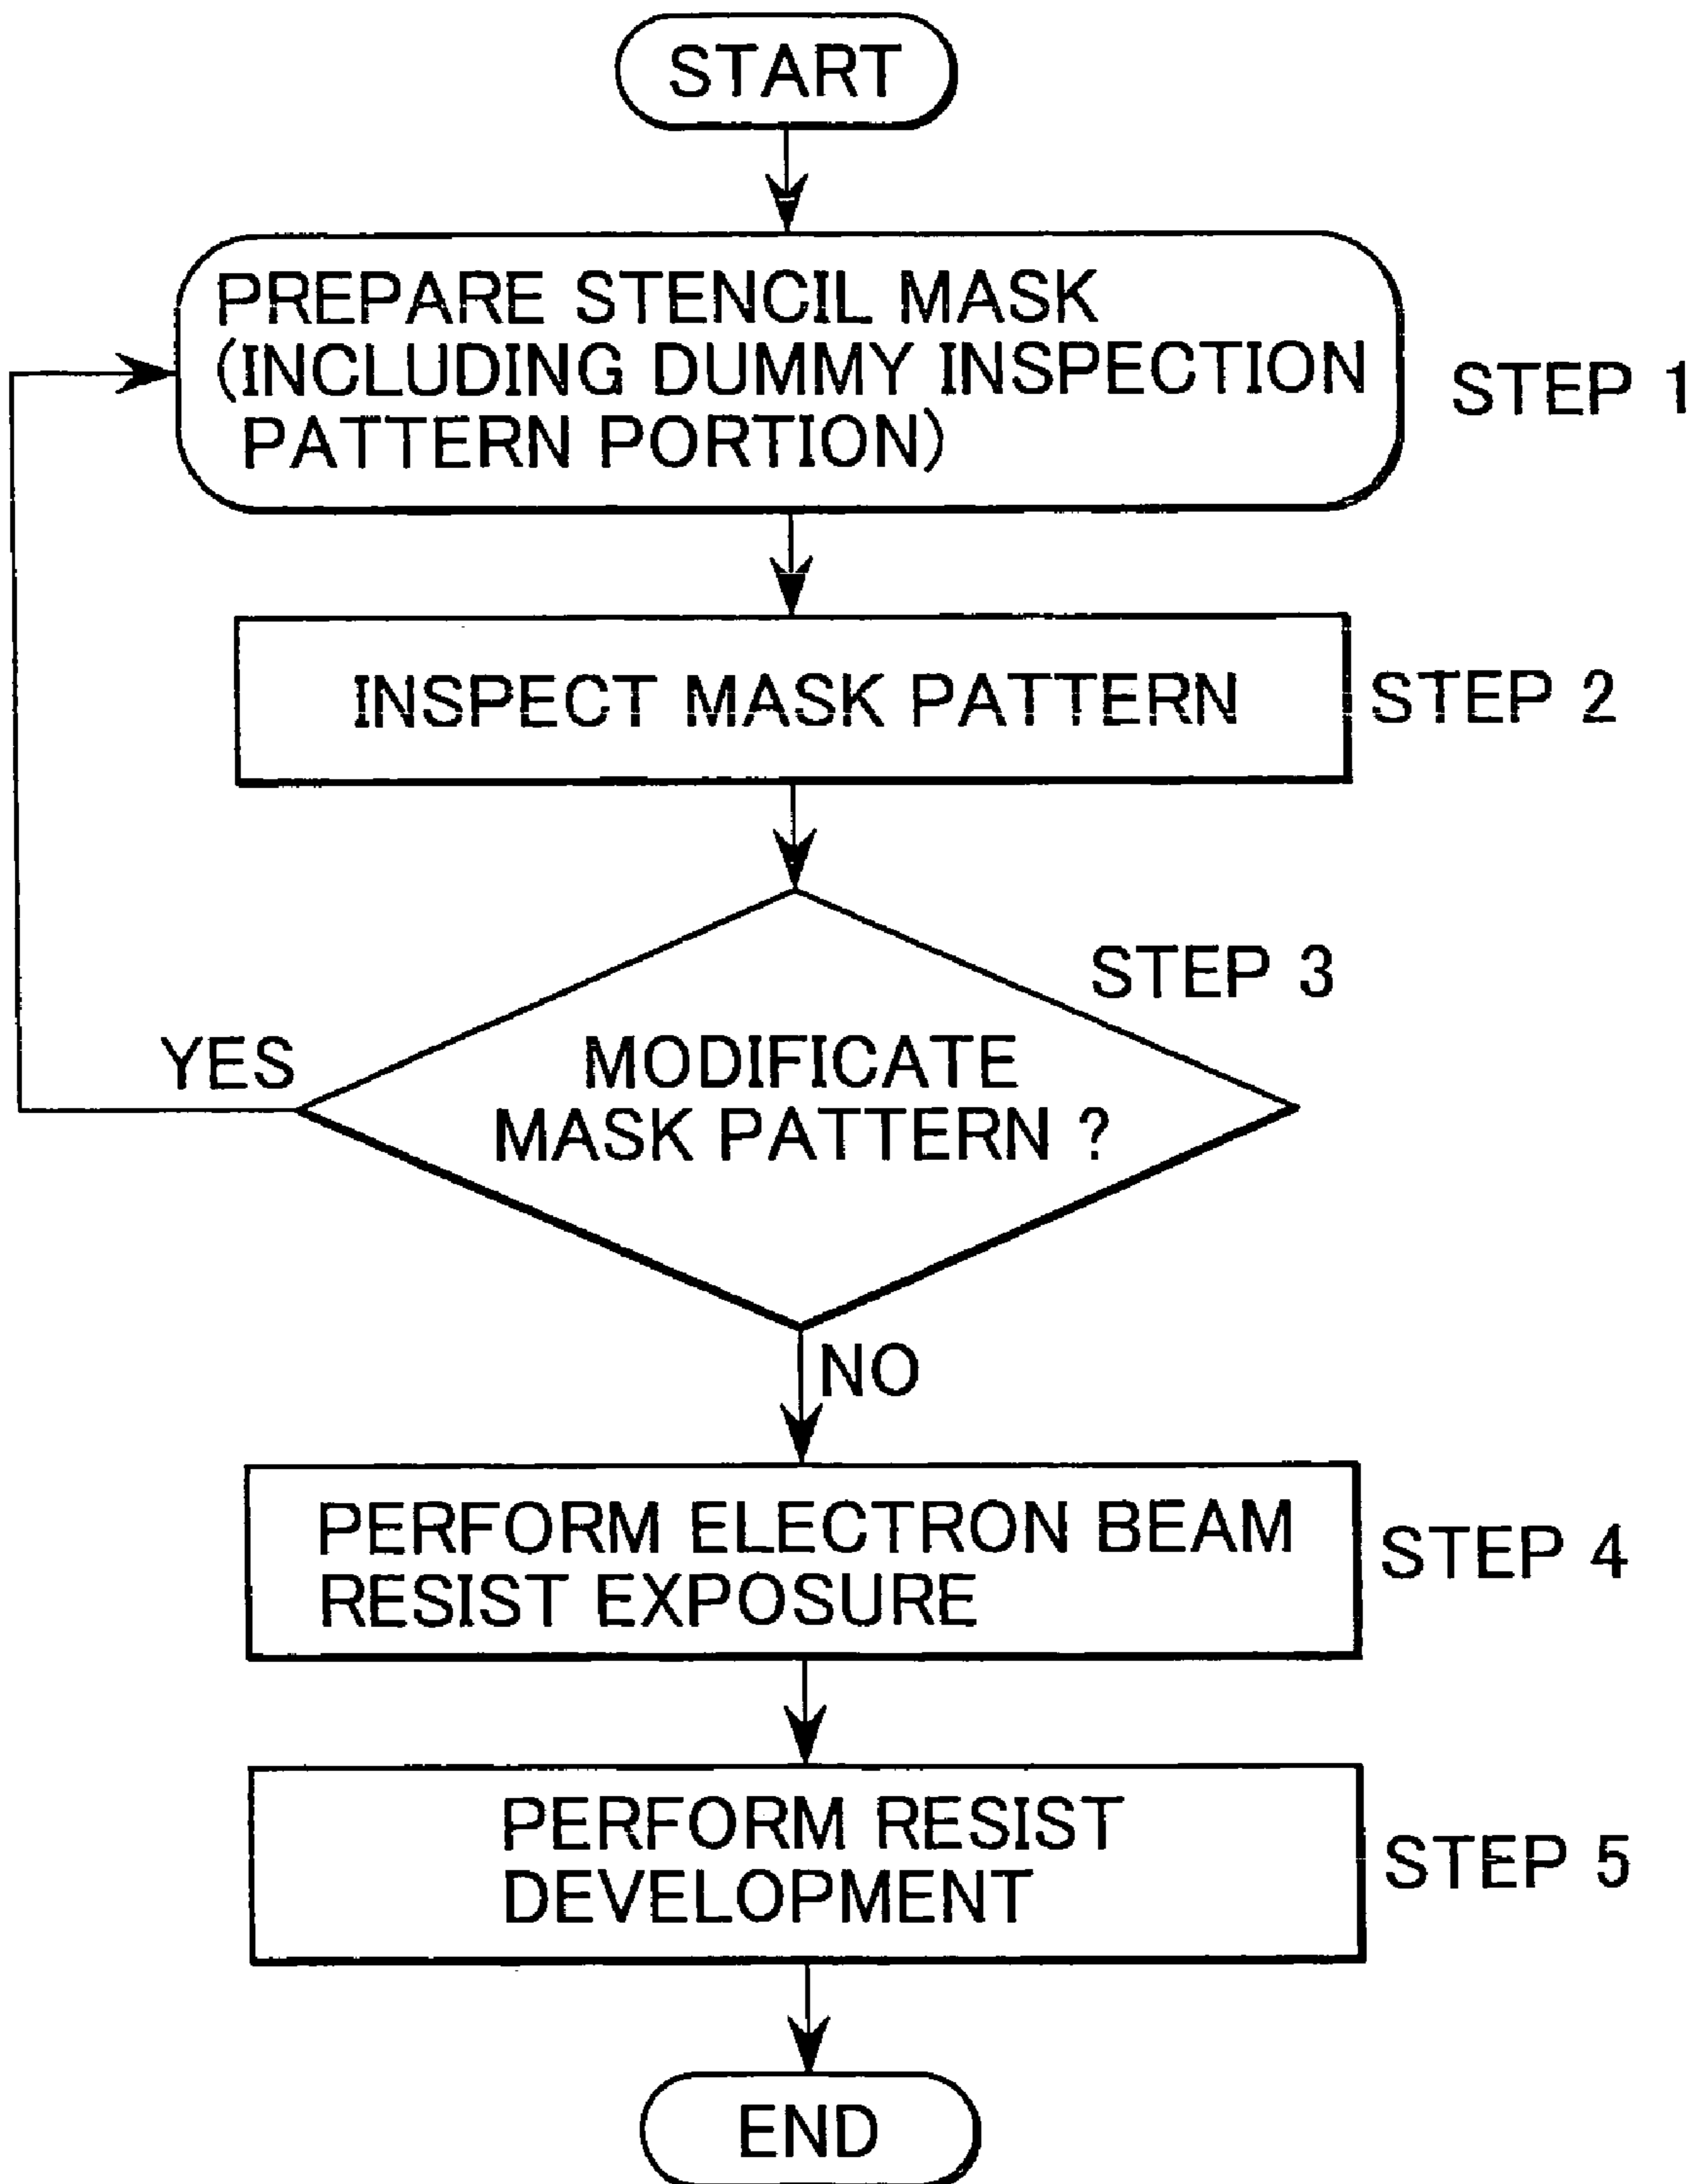 START
PREPARE STENCIL MASK
(INCLUDING DUMMY INSPECTION
PATTERN PORTION)
STEP 1
INSPECT MASK PATTERN
STEP 2
STEP 3
YES
MODIFICATE
MASK PATTERN ?
NO
PERFORM ELECTRON BEAM
RESIST EXPOSURE
STEP 4
PERFORM RESIST
DEVELOPMENT
STEP 5
END